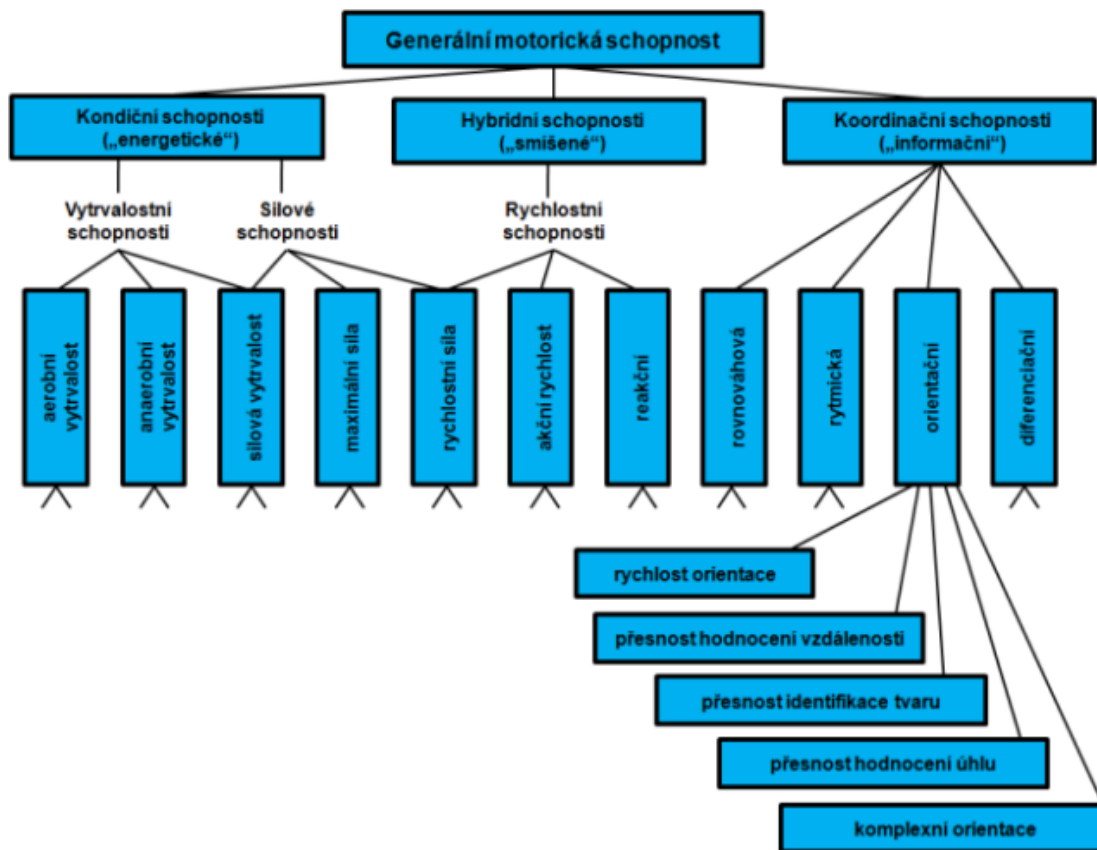 Generální motorická schopnost
Kondiční schopnosti
(„energetické“)
Hybridní schopnosti
(„smíšené“)
Koordinační schopnosti
(„informační“)
Vytrvalostní
schopnosti
Silové
schopnosti
Rychlostní
schopnosti
aerobní
vytrvalost
anaerobní
vytrvalost
silová vytrvalost
maximální síla
rychlostní síla
akční rychlost
reakční
rovnováhová
rytmická
orientační
diferenciační
rychlost orientace
přesnost hodnocení vzdálenosti
přesnost identifikace tvaru
přesnost hodnocení úhlu
komplexní orientace